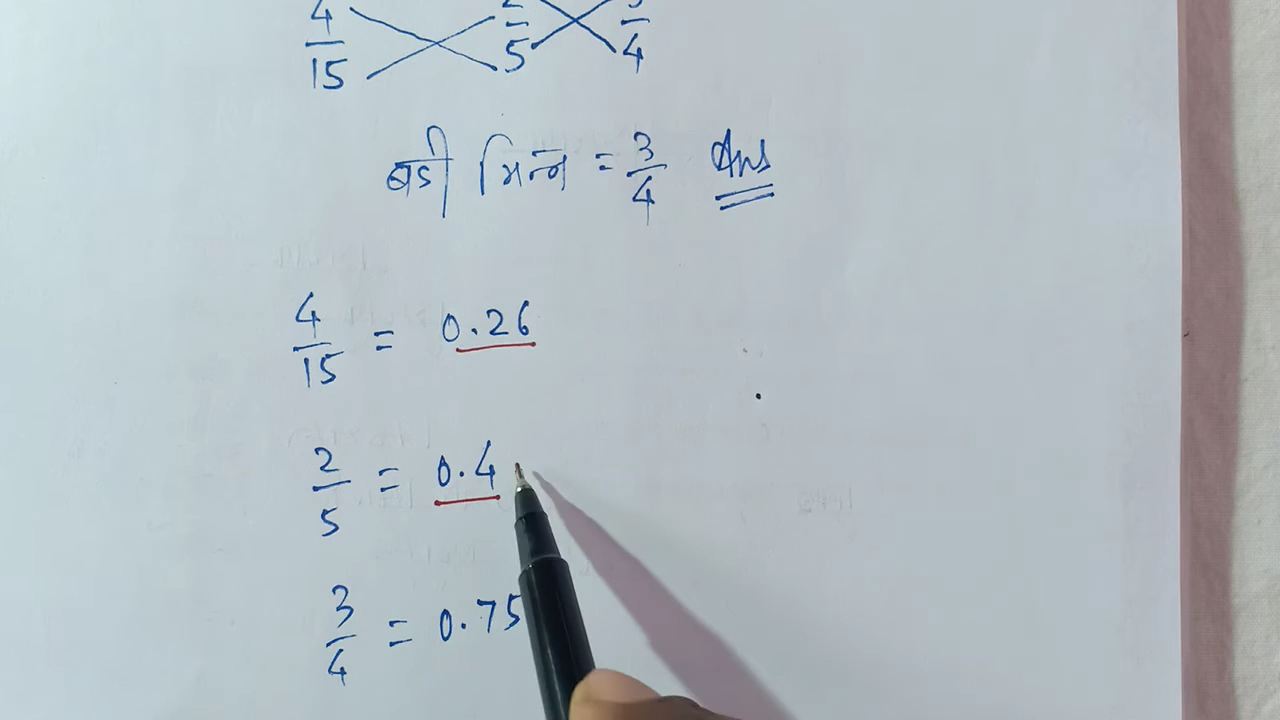 4/15 2/5 3/4
बडी भिन्न = 3/4 Ans
4/15 = 0.26
2/5 = 0.4
3/4 = 0.75